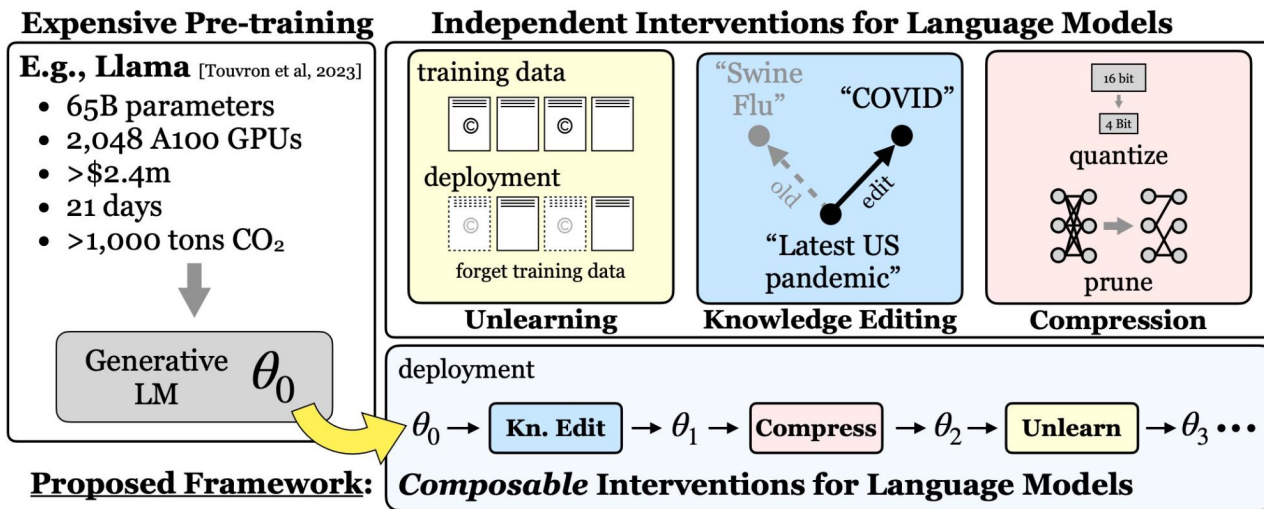 Expensive Pre-training
E.g., Llama [Touvron et al, 2023]
• 65B parameters
• 2,048 A100 GPUs
• >$2.4m
• 21 days
• >1,000 tons CO₂
Generative
LM
θ₀
Independent Interventions for Language Models
training data
© ©
deployment
© ©
forget training data
Unlearning
“Swine
Flu”
“COVID”
old
edit
“Latest US
pandemic”
Knowledge Editing
16 bit
4 Bit
quantize
prune
Compression
deployment
θ₀ → Kn. Edit → θ₁ → Compress → θ₂ → Unlearn → θ₃ •••
Proposed Framework: Composable Interventions for Language Models